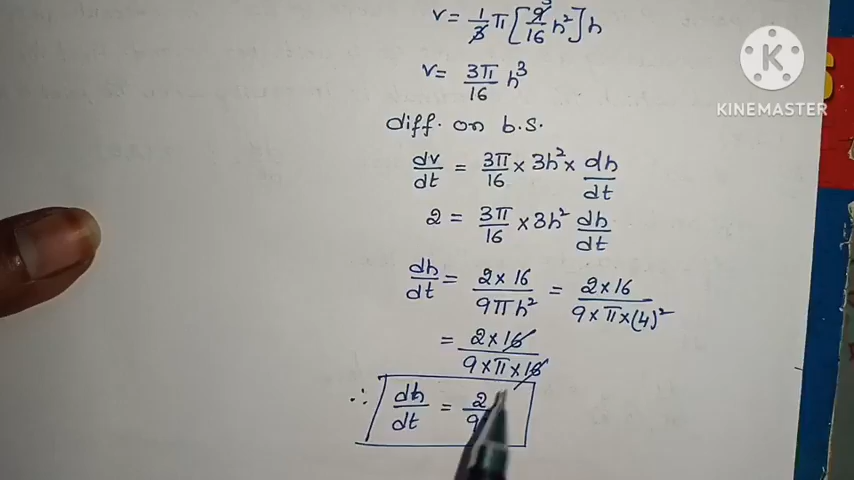 v = 1/3 π [9/16 h²] h 3
v = 3π/16 h³
diff. on b.s.
dv/dt = 3π/16 × 3h² × dh/dt
2 = 3π/16 × 3h² dh/dt
dh/dt = 2×16/9πh² = 2×16/9×π×(4)²
= 2×16/9×π×16
∴ dh/dt = 2/9
KINEMASTER